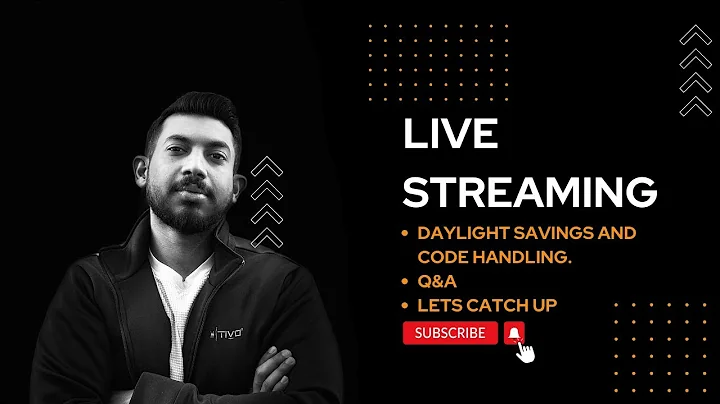 LIVE
STREAMING
DAYLIGHT SAVINGS AND
CODE HANDLING.
Q&A
LETS CATCH UP
SUBSCRIBE
TIVO